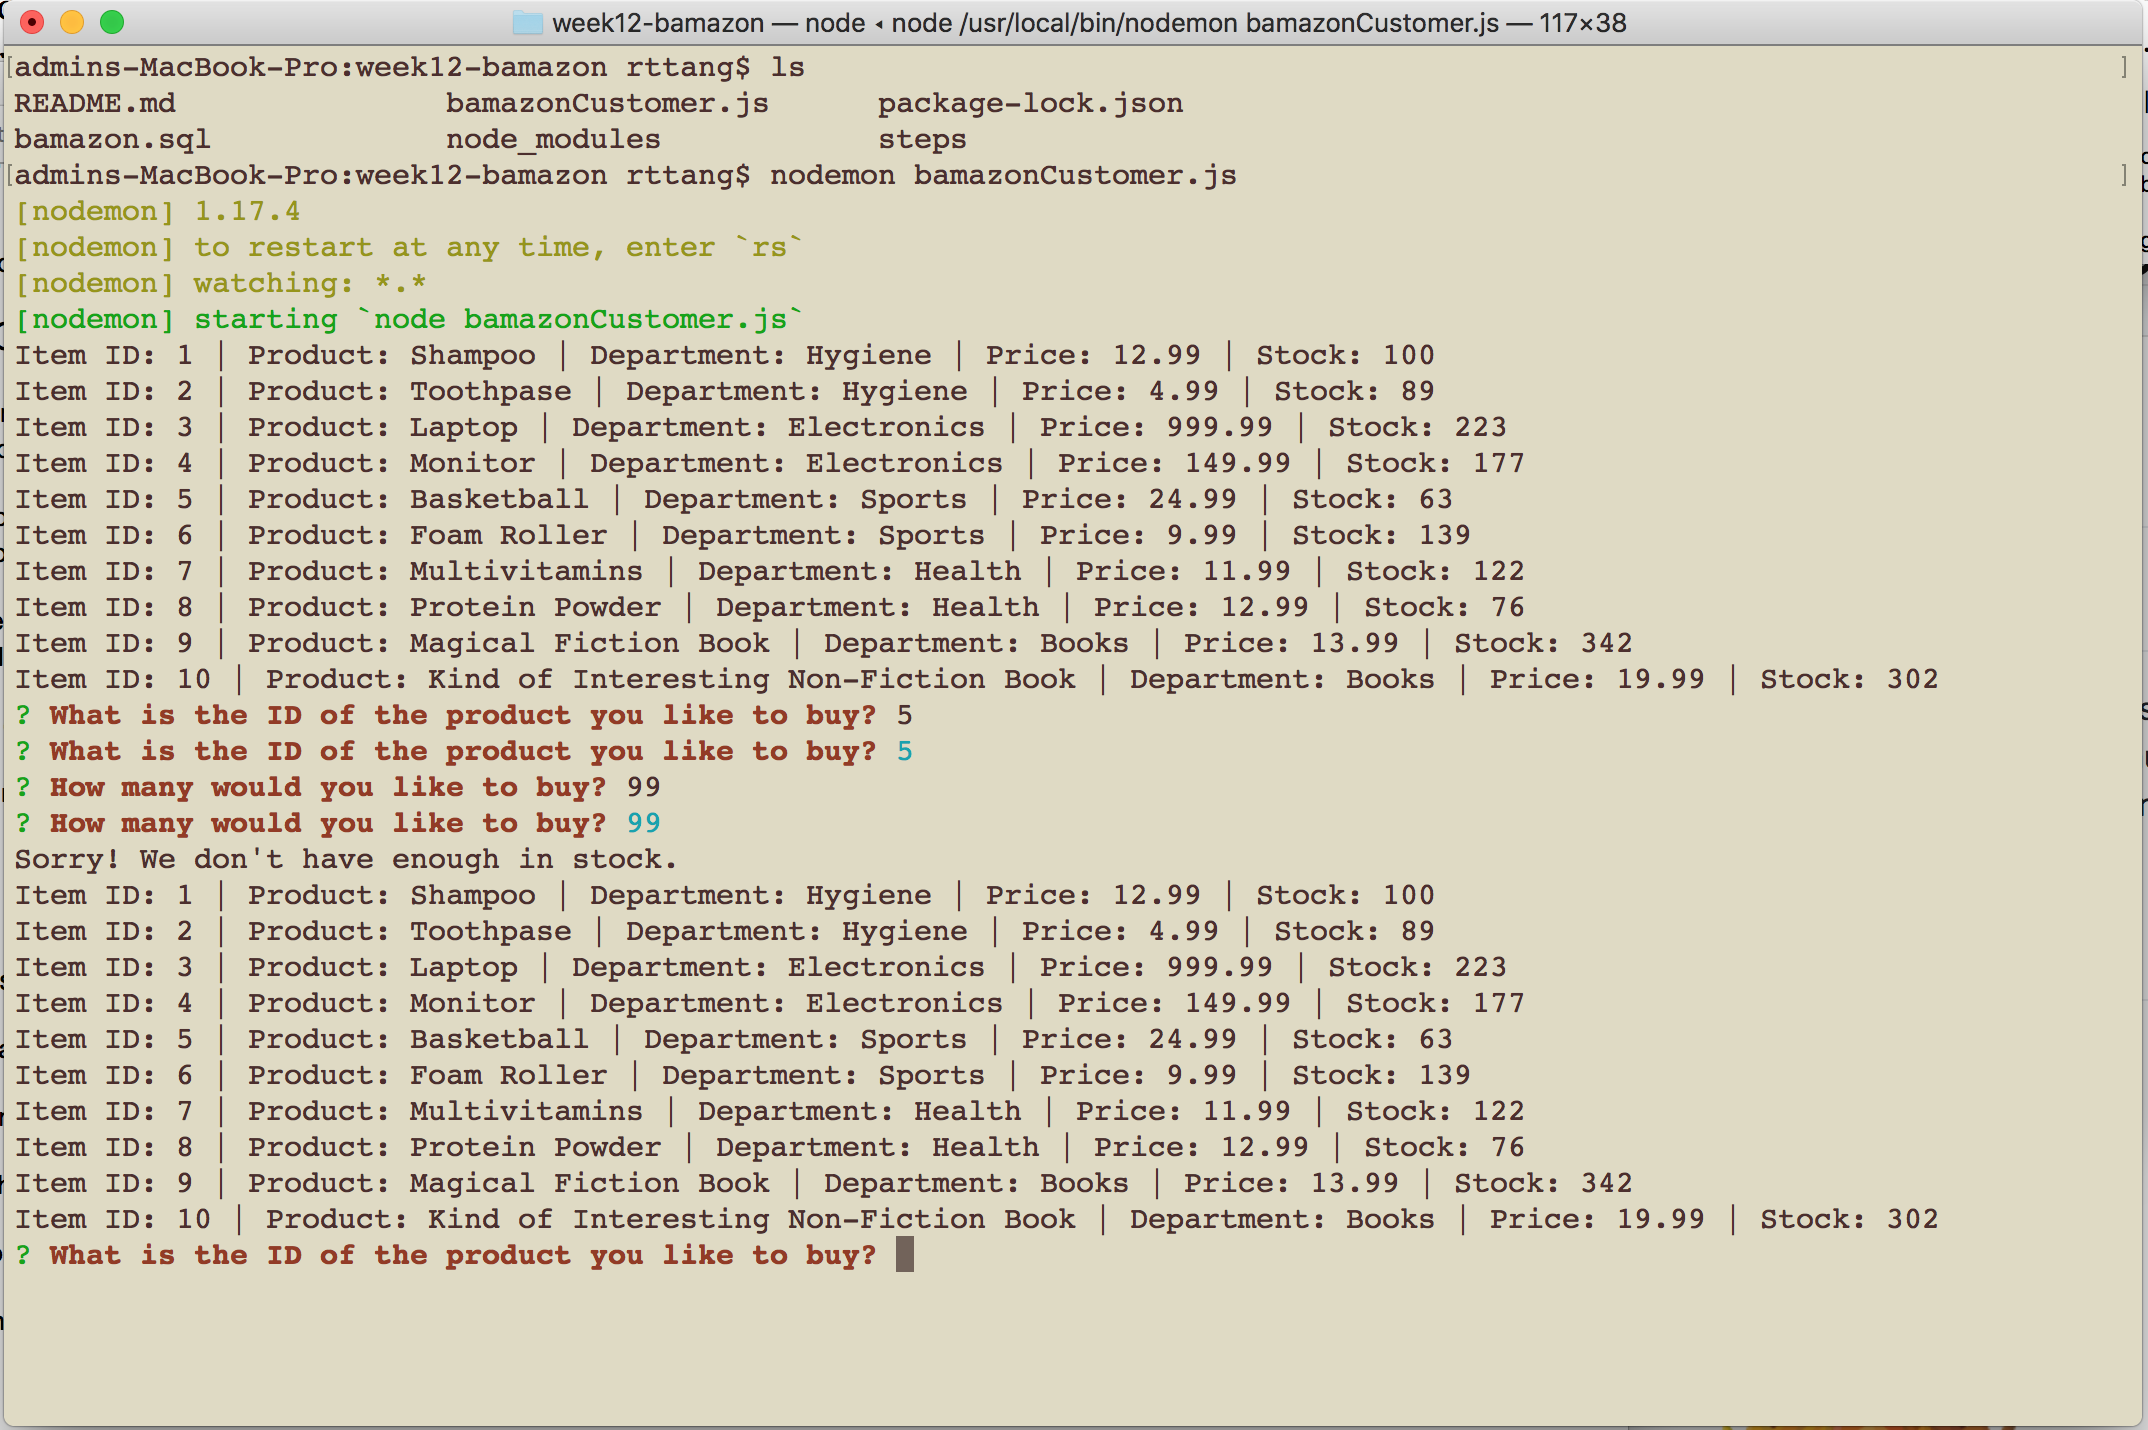 week12-bamazon — node ◂ node /usr/local/bin/nodemon bamazonCustomer.js — 117×38
[admins-MacBook-Pro:week12-bamazon rttang$ ls ]
README.md bamazonCustomer.js package-lock.json
bamazon.sql node_modules steps
[admins-MacBook-Pro:week12-bamazon rttang$ nodemon bamazonCustomer.js ]
[nodemon] 1.17.4
[nodemon] to restart at any time, enter `rs`
[nodemon] watching: *.*
[nodemon] starting `node bamazonCustomer.js`
Item ID: 1 | Product: Shampoo | Department: Hygiene | Price: 12.99 | Stock: 100
Item ID: 2 | Product: Toothpase | Department: Hygiene | Price: 4.99 | Stock: 89
Item ID: 3 | Product: Laptop | Department: Electronics | Price: 999.99 | Stock: 223
Item ID: 4 | Product: Monitor | Department: Electronics | Price: 149.99 | Stock: 177
Item ID: 5 | Product: Basketball | Department: Sports | Price: 24.99 | Stock: 63
Item ID: 6 | Product: Foam Roller | Department: Sports | Price: 9.99 | Stock: 139
Item ID: 7 | Product: Multivitamins | Department: Health | Price: 11.99 | Stock: 122
Item ID: 8 | Product: Protein Powder | Department: Health | Price: 12.99 | Stock: 76
Item ID: 9 | Product: Magical Fiction Book | Department: Books | Price: 13.99 | Stock: 342
Item ID: 10 | Product: Kind of Interesting Non-Fiction Book | Department: Books | Price: 19.99 | Stock: 302
? What is the ID of the product you like to buy? 5
? What is the ID of the product you like to buy? 5
? How many would you like to buy? 99
? How many would you like to buy? 99
Sorry! We don't have enough in stock.
Item ID: 1 | Product: Shampoo | Department: Hygiene | Price: 12.99 | Stock: 100
Item ID: 2 | Product: Toothpase | Department: Hygiene | Price: 4.99 | Stock: 89
Item ID: 3 | Product: Laptop | Department: Electronics | Price: 999.99 | Stock: 223
Item ID: 4 | Product: Monitor | Department: Electronics | Price: 149.99 | Stock: 177
Item ID: 5 | Product: Basketball | Department: Sports | Price: 24.99 | Stock: 63
Item ID: 6 | Product: Foam Roller | Department: Sports | Price: 9.99 | Stock: 139
Item ID: 7 | Product: Multivitamins | Department: Health | Price: 11.99 | Stock: 122
Item ID: 8 | Product: Protein Powder | Department: Health | Price: 12.99 | Stock: 76
Item ID: 9 | Product: Magical Fiction Book | Department: Books | Price: 13.99 | Stock: 342
Item ID: 10 | Product: Kind of Interesting Non-Fiction Book | Department: Books | Price: 19.99 | Stock: 302
? What is the ID of the product you like to buy?